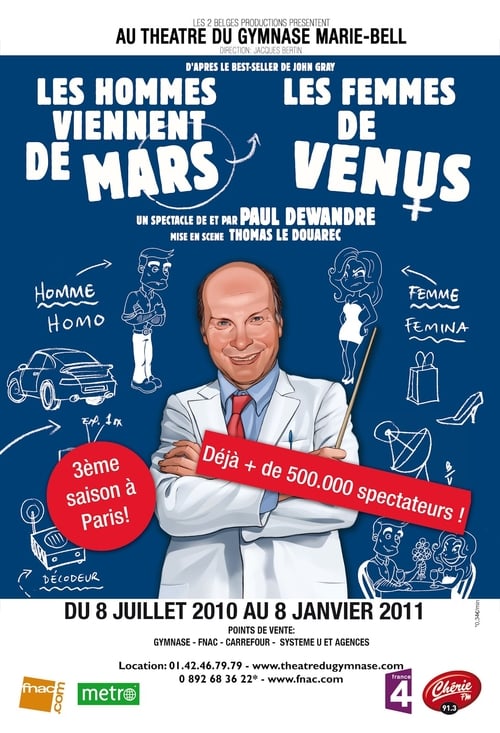 LES 2 BELGES PRODUCTIONS PRESENTENT
AU THEATRE DU GYMNASE MARIE-BELL
DIRECTION: JACQUES BERTIN
D'APRES LE BEST-SELLER DE JOHN GRAY
LES HOMMES
VIENNENT
DE MARS
LES FEMMES
DE
VENUS
UN SPECTACLE DE ET PAR PAUL DEWANDRE
MISE EN SCENE THOMAS LE DOUAREC
HOMME
HOMO
FEMME
FEMINA
3ème
saison à
Paris!
Déjà + de 500.000 spectateurs !
DECODEUR
DU 8 JUILLET 2010 AU 8 JANVIER 2011
*0,34€/min
POINTS DE VENTE:
GYMNASE - FNAC - CARREFOUR - SYSTEME U ET AGENCES
Location: 01.42.46.79.79 - www.theatredugymnase.com
0 892 68 36 22* - www.fnac.com
fnac.com
metro
france
4
Chérie
FM
91.3